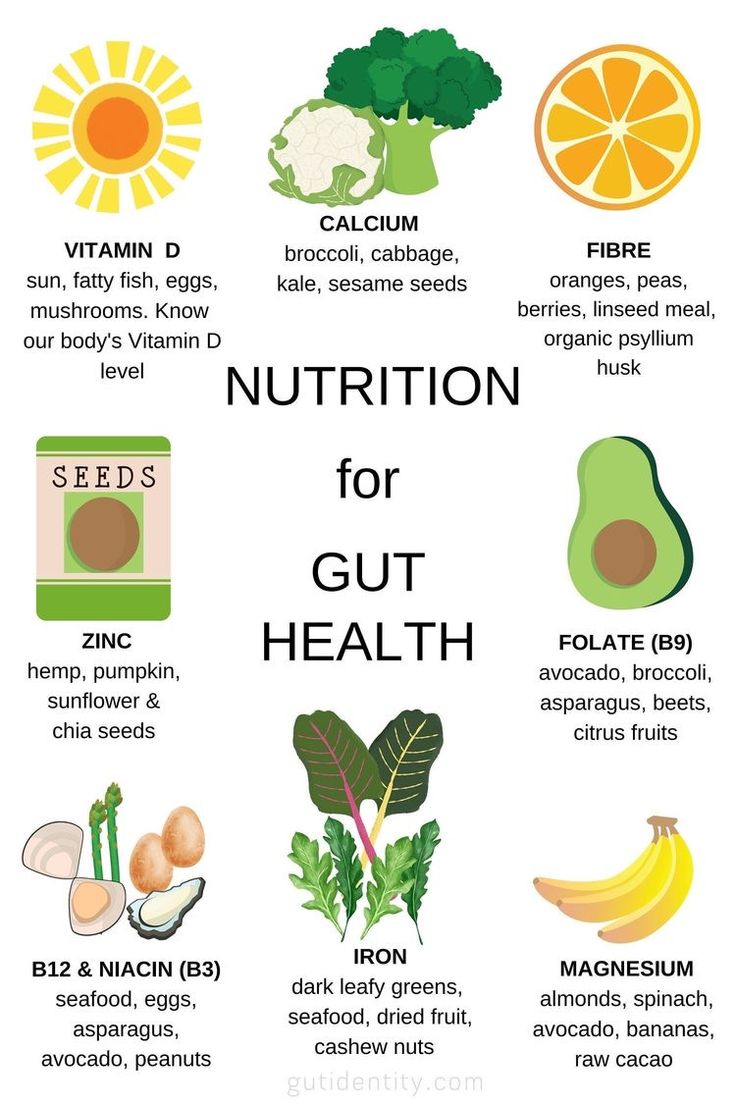 VITAMIN D
sun, fatty fish, eggs,
mushrooms. Know
our body's Vitamin D
level
CALCIUM
broccoli, cabbage,
kale, sesame seeds
FIBRE
oranges, peas,
berries, linseed meal,
organic psyllium
husk
NUTRITION
for
GUT
HEALTH
SEEDS
ZINC
hemp, pumpkin,
sunflower &
chia seeds
FOLATE (B9)
avocado, broccoli,
asparagus, beets,
citrus fruits
B12 & NIACIN (B3)
seafood, eggs,
asparagus,
avocado, peanuts
IRON
dark leafy greens,
seafood, dried fruit,
cashew nuts
MAGNESIUM
almonds, spinach,
avocado, bananas,
raw cacao
gutidentity.com